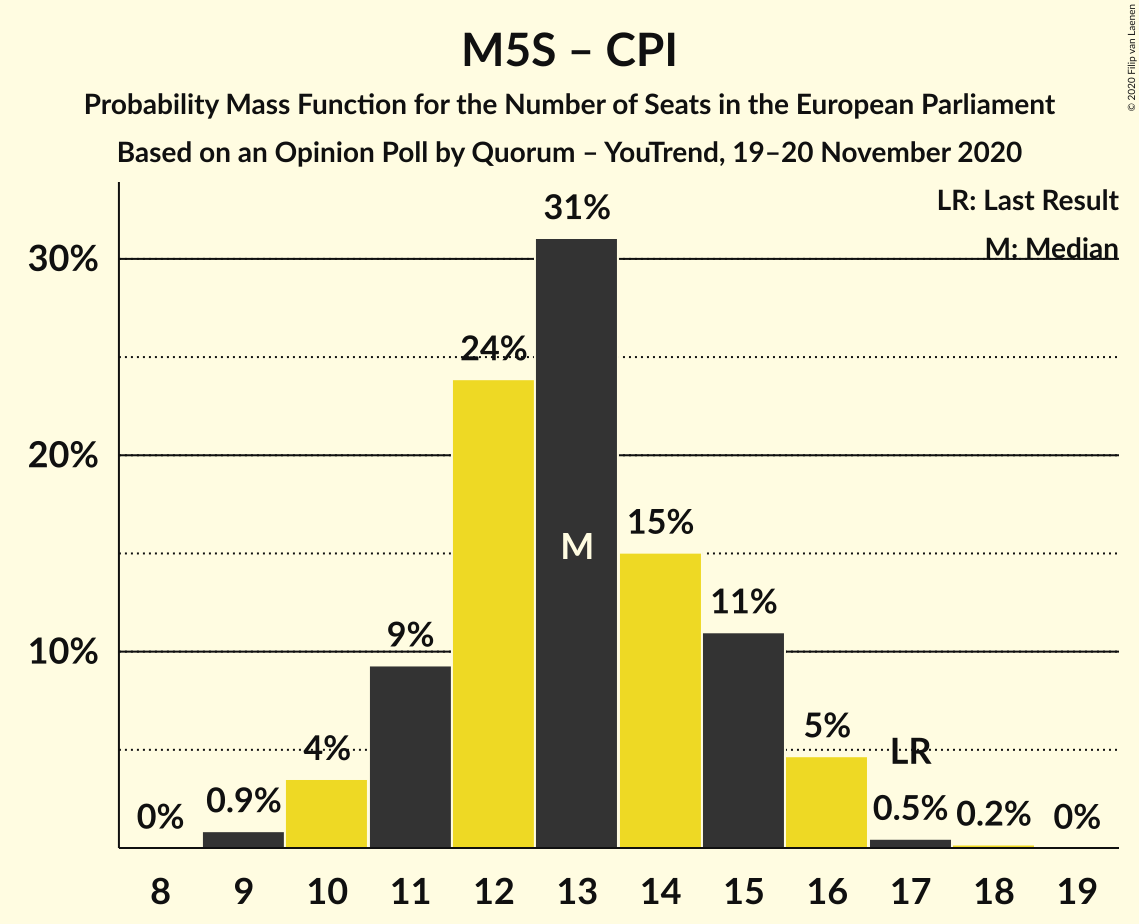 M5S – CPI
Probability Mass Function for the Number of Seats in the European Parliament
Based on an Opinion Poll by Quorum – YouTrend, 19–20 November 2020
© 2020 Filip van Laenen
LR: Last Result
M: Median
30%
20%
10%
0%
0.9%
4%
9%
24%
31%
M
15%
11%
5%
LR
0.5%
0.2%
0%
8 9 10 11 12 13 14 15 16 17 18 19